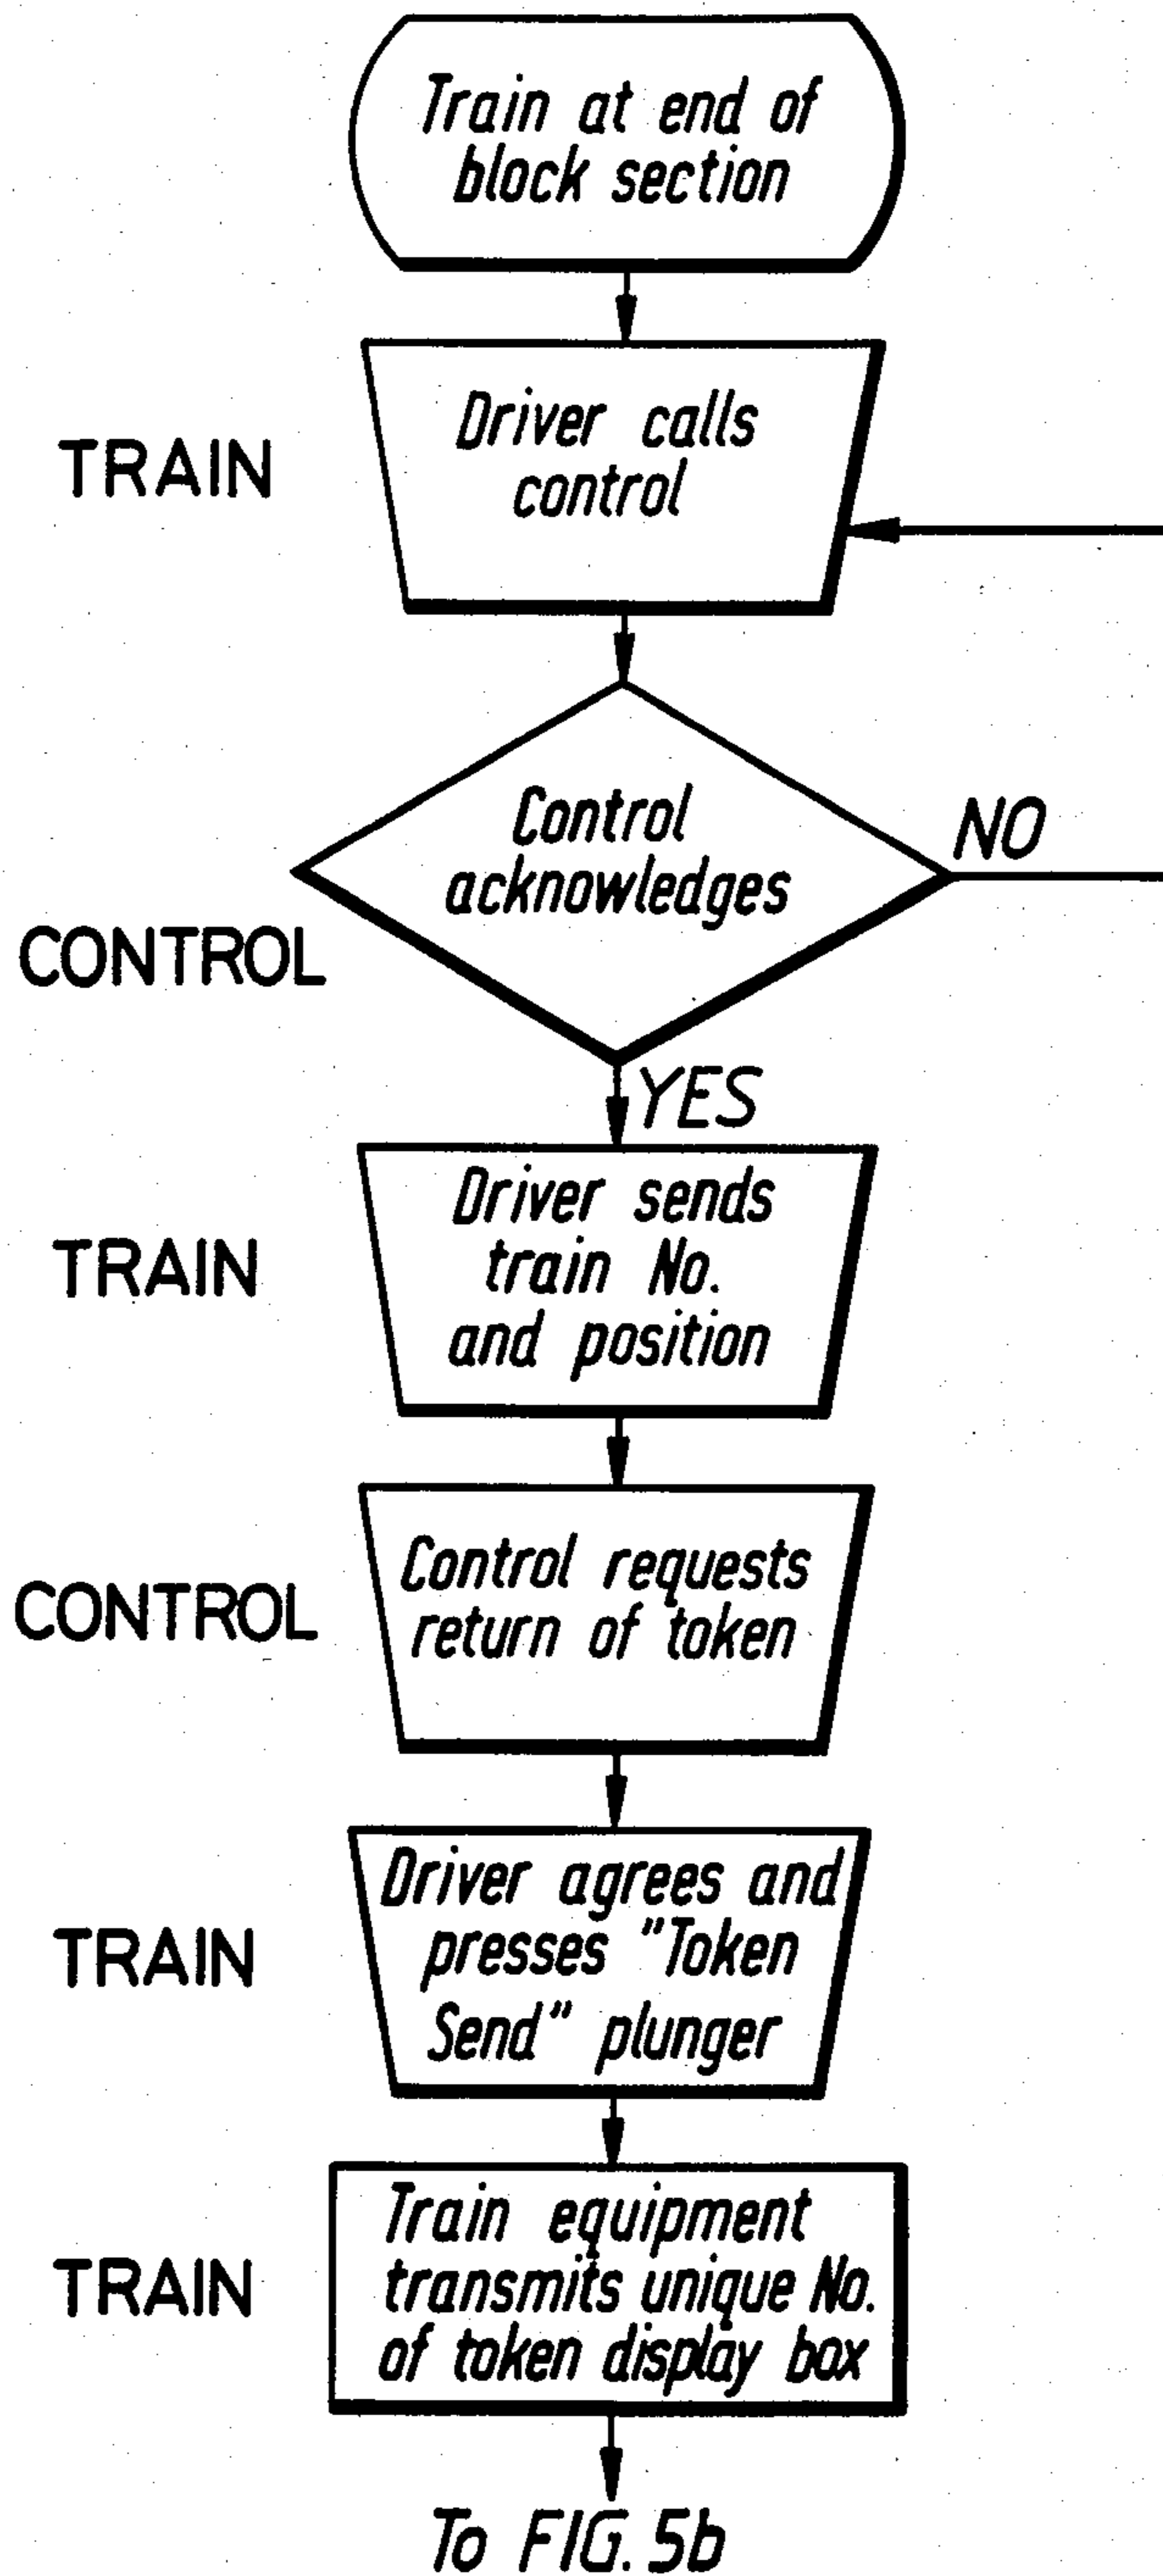 Train at end of
block section
TRAIN
Driver calls
control
Control
acknowledges
NO
CONTROL
YES
TRAIN
Driver sends
train No.
and position
CONTROL
Control requests
return of token
TRAIN
Driver agrees and
presses "Token
Send" plunger
TRAIN
Train equipment
transmits unique No.
of token display box
To FIG. 5b